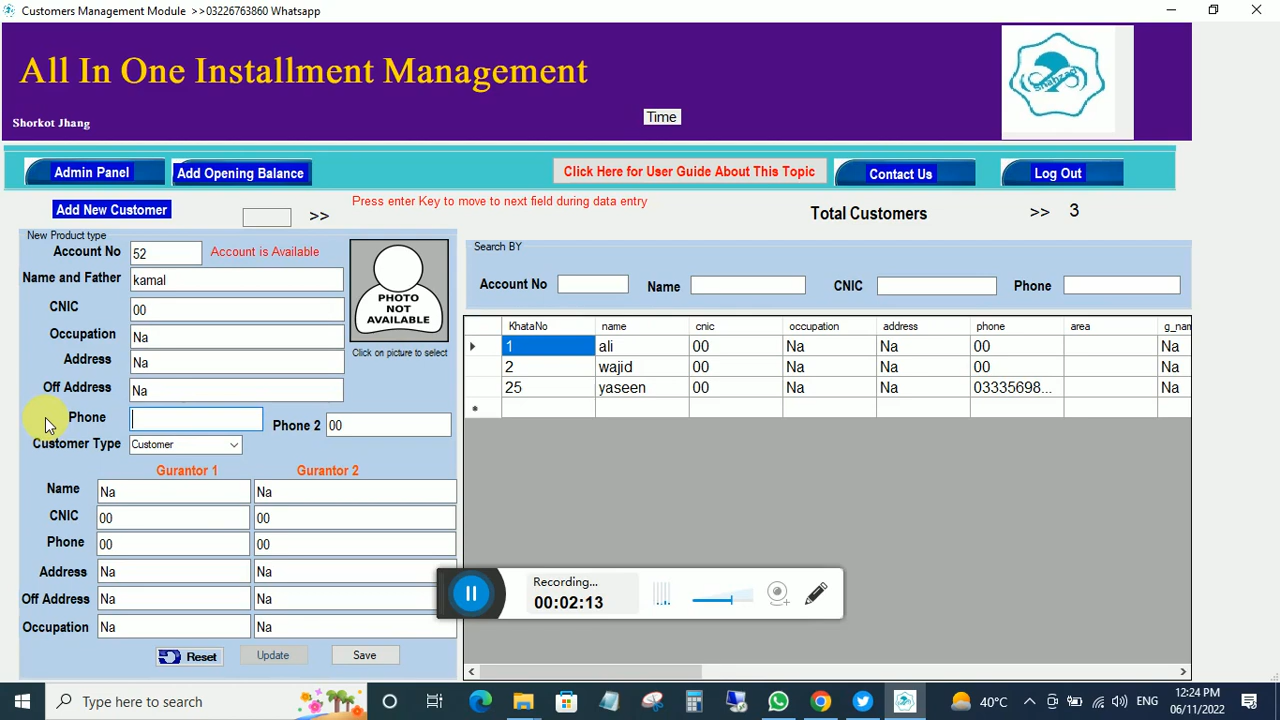 Customers Management Module >>03226763860 Whatsapp
All In One Installment Management
Shorkot Jhang
Time
Shahzad
Admin Panel
Add Opening Balance
Click Here for User Guide About This Topic
Contact Us
Log Out
Add New Customer
>>
Press enter Key to move to next field during data entry
Total Customers >> 3
New Product type
Account No 52 Account is Available
Name and Father kamal
CNIC 00
Occupation Na
Address Na
Off Address Na
PHOTO NOT AVAILABLE
Click on picture to select
Phone
Phone 2 00
Customer Type Customer
Gurantor 1 Gurantor 2
Name Na Na
CNIC 00 00
Phone 00 00
Address Na Na
Off Address Na Na
Occupation Na Na
Reset Update Save
Search BY
Account No Name CNIC Phone
KhataNo name cnic occupation address phone area g_nam
1 ali 00 Na Na 00 Na
2 wajid 00 Na Na 00 Na
25 yaseen 00 Na Na 03335698... Na
Recording...
00:02:13
Type here to search
40°C
ENG
12:24 PM
06/11/2022